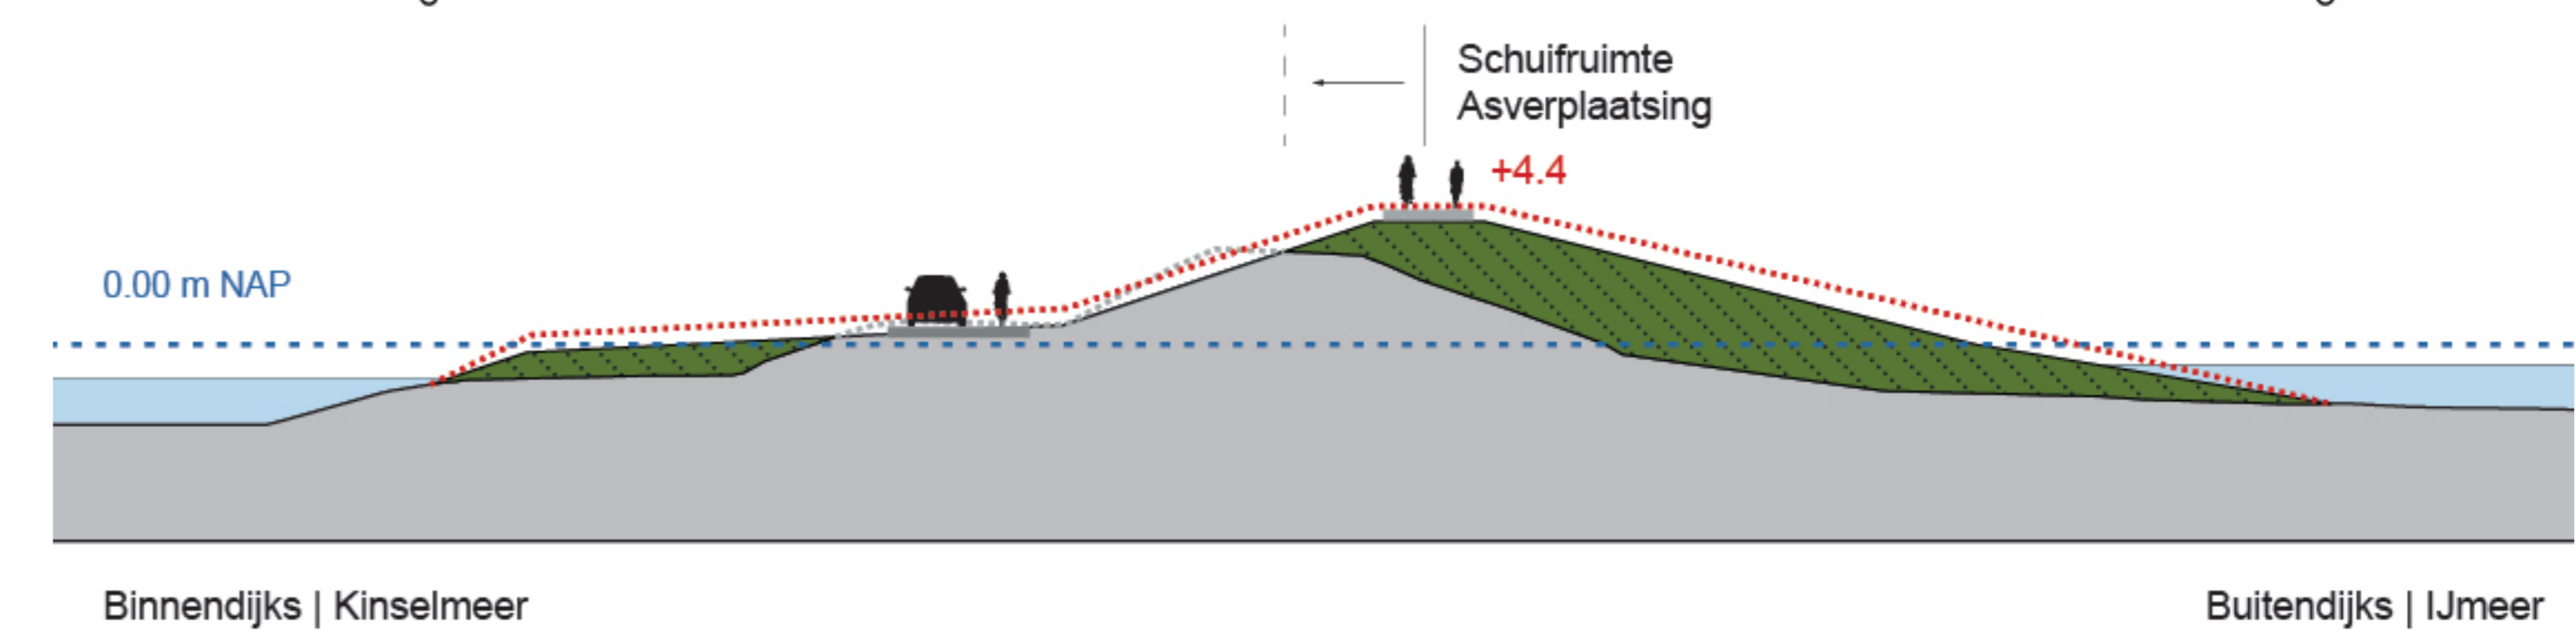 Schuifruimte
Asverplaatsing
+4.4
0.00 m NAP
Binnendijks | Kinselmeer
Buitendijks | IJmeer